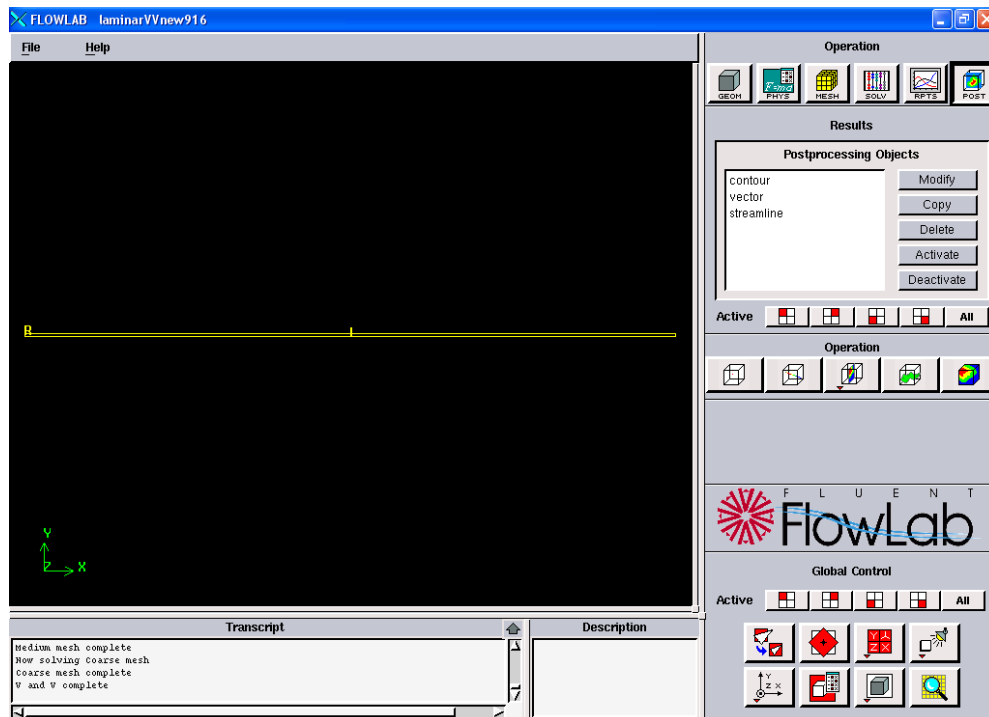 FLOWLAB laminarVVnew916
File Help
Operation
GEOM F=ma PHYS MESH SOLV RPTS POST
Results
Postprocessing Objects
contour
vector
streamline
Modify
Copy
Delete
Activate
Deactivate
Active All
Operation
R
Y
Z X
FLUENT
FlowLab
Global Control
Active All
Y
Z X
Transcript
Medium mesh complete
Now solving Coarse mesh
Coarse mesh complete
V and V complete
Description